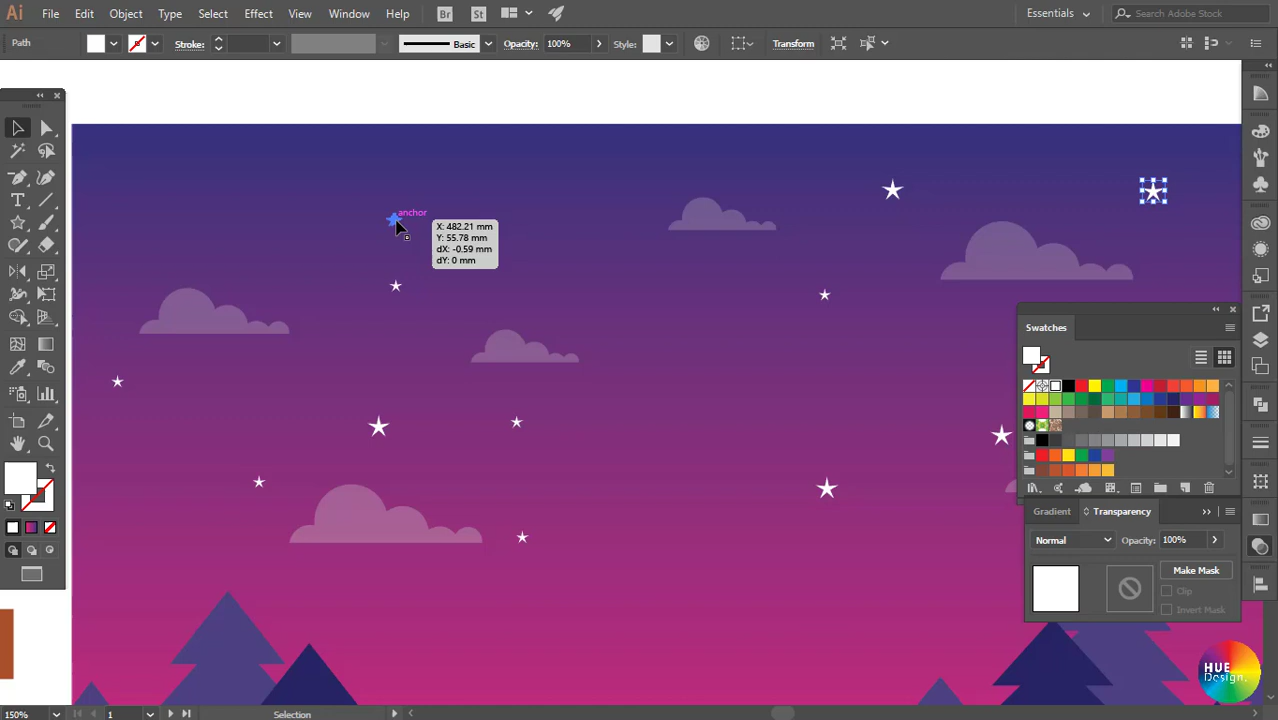 Ai File Edit Object Type Select Effect View Window Help Br St Essentials Search Adobe Stock
Path Stroke: Basic Opacity: 100% Style: Transform
anchor
X: 482.21 mm
Y: 55.78 mm
dX: -0.59 mm
dY: 0 mm
Swatches
Gradient Transparency
Normal Opacity: 100%
Make Mask
Clip
Invert Mask
HUE
Design.
150% 1 Selection